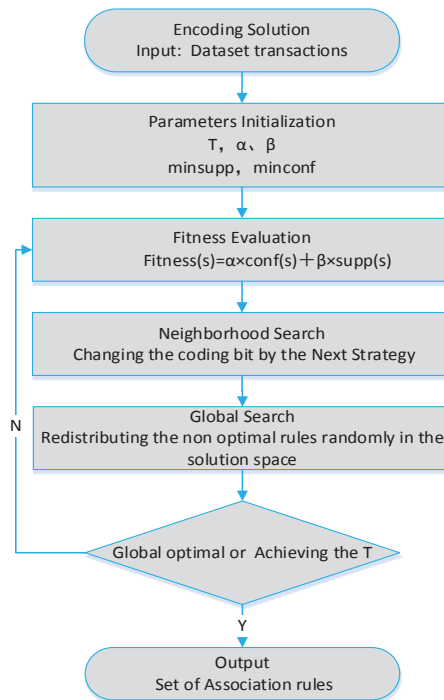 Encoding Solution
Input: Dataset transactions
Parameters Initialization
T, α、β
minsupp, minconf
Fitness Evaluation
Fitness(s)=α×conf(s)+β×supp(s)
Neighborhood Search
Changing the coding bit by the Next Strategy
Global Search
Redistributing the non optimal rules randomly in the
solution space
N
Global optimal or Achieving the T
Y
Output
Set of Association rules